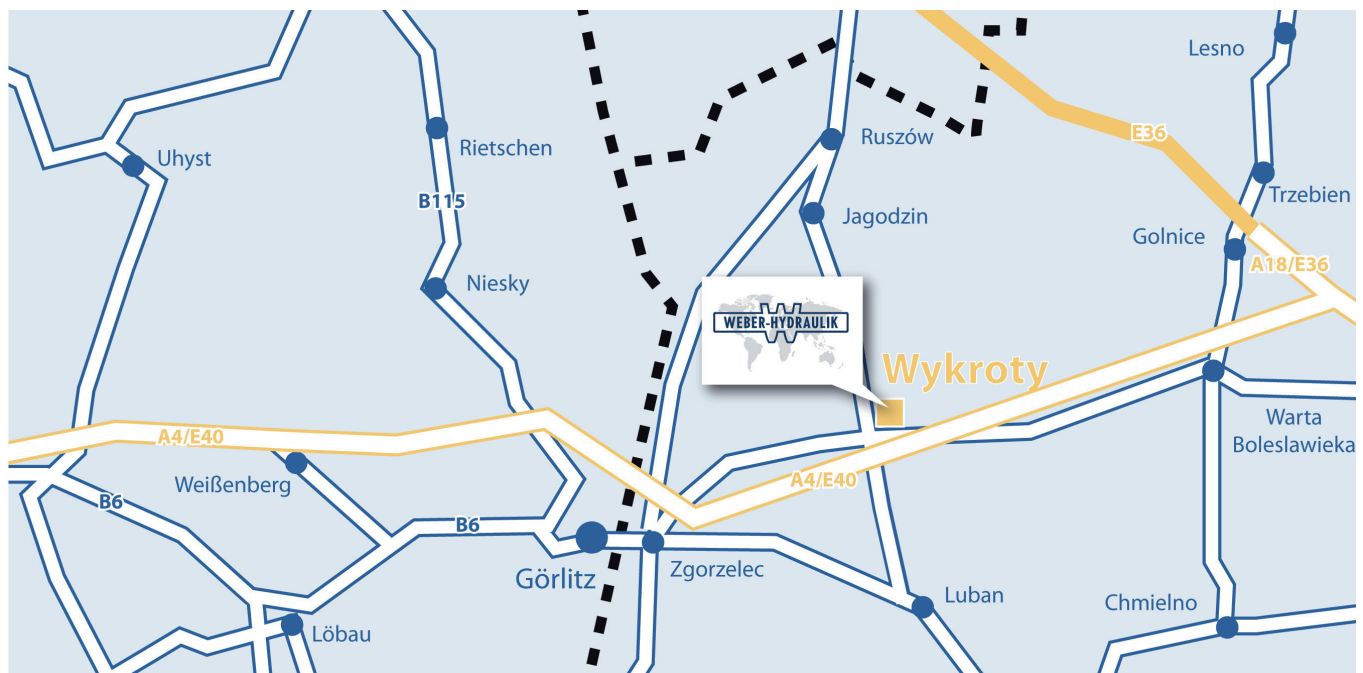 Lesno
E36
Ruszów
Rietschen
Uhyst
Trzebien
B115
Jagodzin
Golnice
A18/E36
Niesky
WEBER-HYDRAULIK
Wykroty
Warta
Boleslawieka
A4/E40
Weißenberg
A4/E40
B6
B6
Görlitz
Zgorzelec
Luban
Chmielno
Löbau